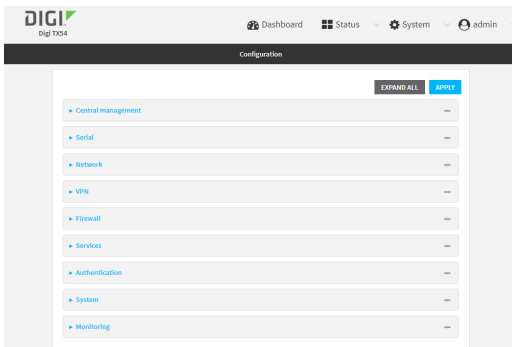 DIGI
Digi TX54
Dashboard Status System admin
Configuration
EXPAND ALL APPLY
Central management
Serial
Network
VPN
Firewall
Services
Authentication
System
Monitoring